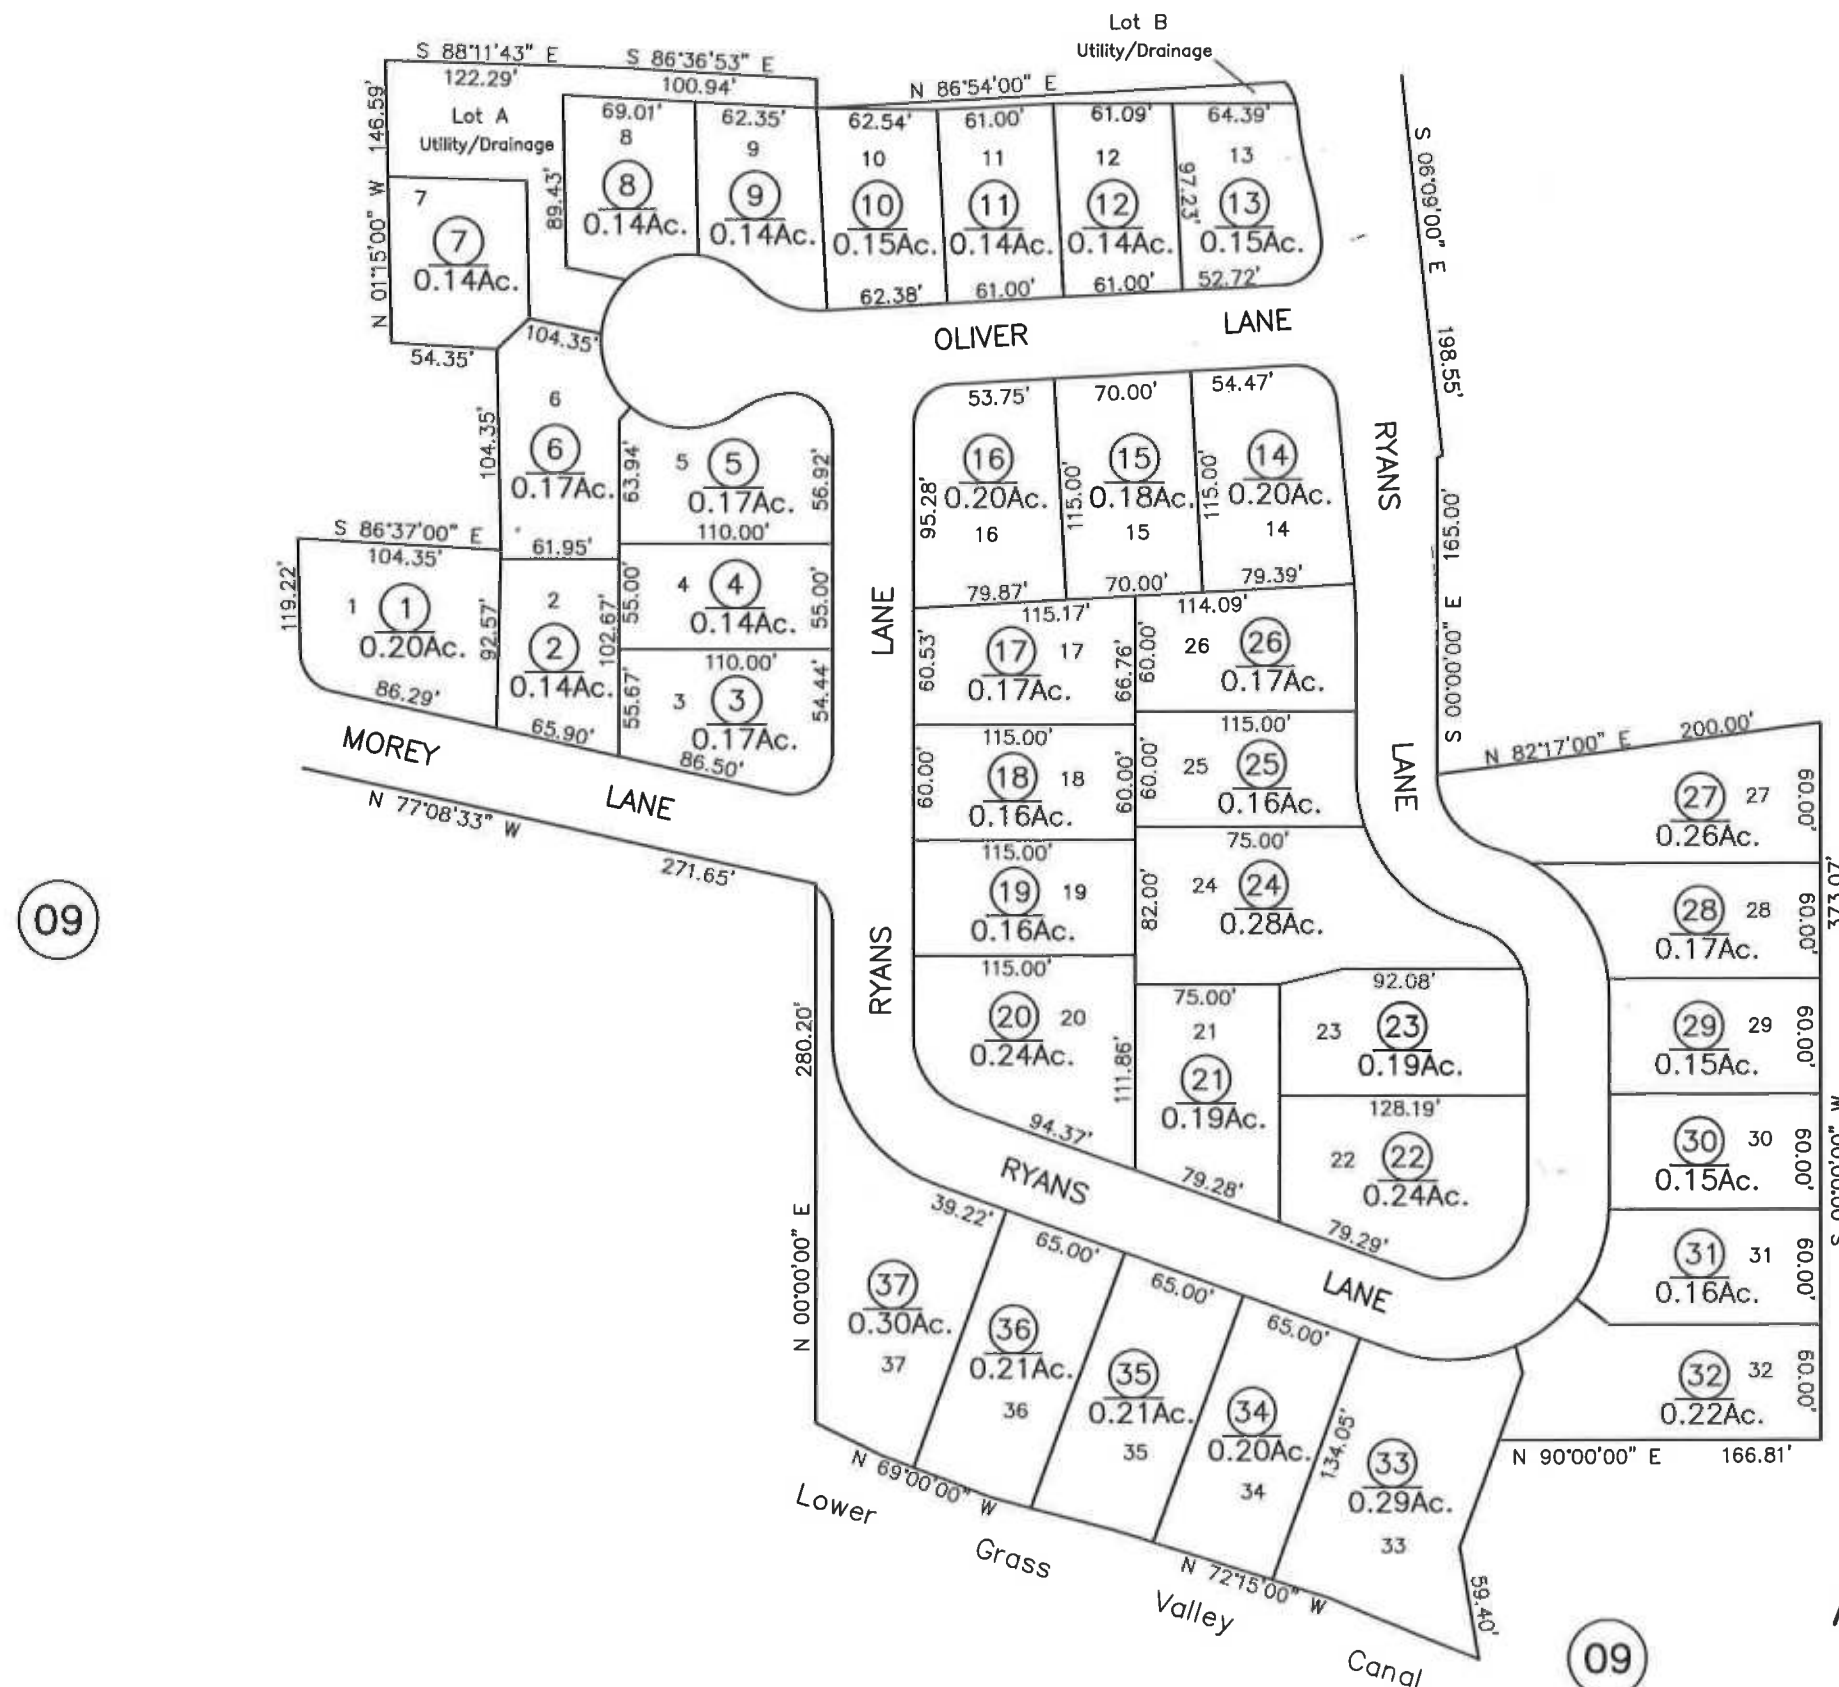 Lot B
Utility/Drainage
S 88°11'43" E
122.29'
S 86°36'53" E
100.94'
N 86°54'00" E
146.59'
N 01°15'00" W
Lot A
Utility/Drainage
7
7
0.14Ac.
54.35'
89.43'
69.01'
8
8
0.14Ac.
62.35'
9
9
0.14Ac.
62.54'
10
10
0.15Ac.
62.38'
61.00'
11
11
0.14Ac.
61.00'
61.09'
12
12
0.14Ac.
61.00'
64.39'
13
97.23'
13
0.15Ac.
52.72'
S 06°09'00" E
198.55'
OLIVER LANE
104.35'
104.35'
6
6
0.17Ac.
61.95'
63.94'
5
5
0.17Ac.
56.92'
110.00'
55.00'
4
4
0.14Ac.
55.00'
110.00'
55.67'
3
3
0.17Ac.
54.44'
86.50'
S 86°37'00" E
104.35'
119.22'
1
1
0.20Ac.
92.57'
86.29'
2
2
0.14Ac.
102.67'
65.90'
MOREY LANE
N 77°08'33" W
271.65'
53.75'
95.28'
16
0.20Ac.
16
79.87'
70.00'
115.00'
15
0.18Ac.
15
70.00'
54.47'
115.00'
14
0.20Ac.
14
79.39'
RYANS
LANE
195.00'
S 00°00'00" E
LANE
RYANS
115.17'
60.53'
17
17
0.17Ac.
66.76'
114.09'
60.00'
26
26
0.17Ac.
115.00'
60.00'
18
18
0.16Ac.
60.00'
115.00'
60.00'
25
25
0.16Ac.
115.00'
19
19
0.16Ac.
75.00'
82.00'
24
24
0.28Ac.
115.00'
20
20
0.24Ac.
111.86'
94.37'
75.00'
21
21
0.19Ac.
79.28'
92.08'
23
23
0.19Ac.
128.19'
22
22
0.24Ac.
79.29'
RYANS LANE
N 82°17'00" E
200.00'
27
27
0.26Ac.
60.00'
28
28
0.17Ac.
60.00'
29
29
0.15Ac.
60.00'
30
30
0.15Ac.
60.00'
31
31
0.16Ac.
60.00'
32
32
0.22Ac.
60.00'
N 90°00'00" E
166.81'
280.20'
N 00°00'00" E
39.22'
37
0.30Ac.
37
65.00'
36
0.21Ac.
36
65.00'
35
0.21Ac.
35
65.00'
34
0.20Ac.
34
134.05'
33
0.29Ac.
33
59.40'
N 69°00'00" W
N 72°15'00" W
Lower Grass Valley Canal
09
09